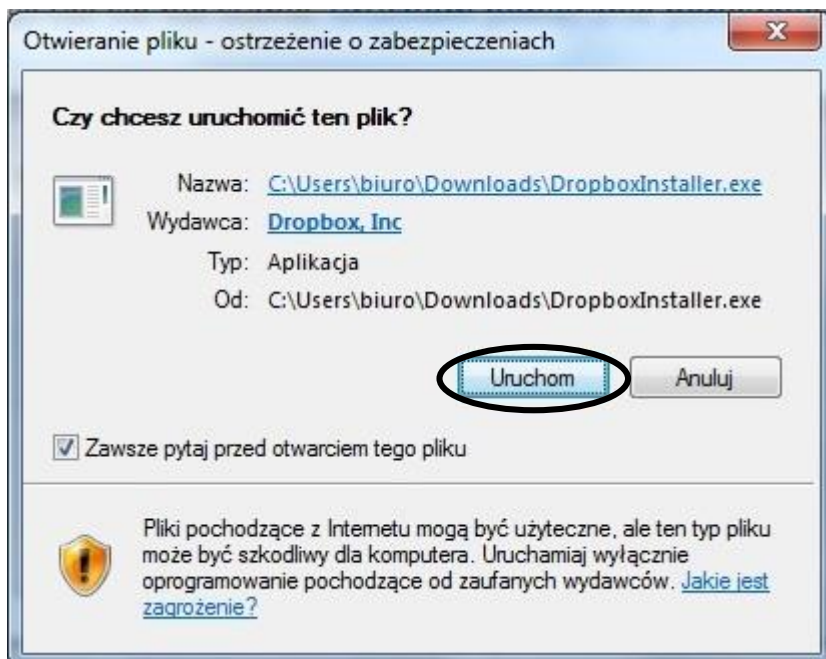 Otwieranie pliku - ostrzeżenie o zabezpieczeniach
Czy chcesz uruchomić ten plik?
Nazwa: C:\Users\biuro\Downloads\DropboxInstaller.exe
Wydawca: Dropbox, Inc
Typ: Aplikacja
Od: C:\Users\biuro\Downloads\DropboxInstaller.exe
Uruchom Anuluj
Zawsze pytaj przed otwarciem tego pliku
Pliki pochodzące z Internetu mogą być użyteczne, ale ten typ pliku
może być szkodliwy dla komputera. Uruchamiaj wyłącznie
oprogramowanie pochodzące od zaufanych wydawców. Jakie jest
zagrożenie?